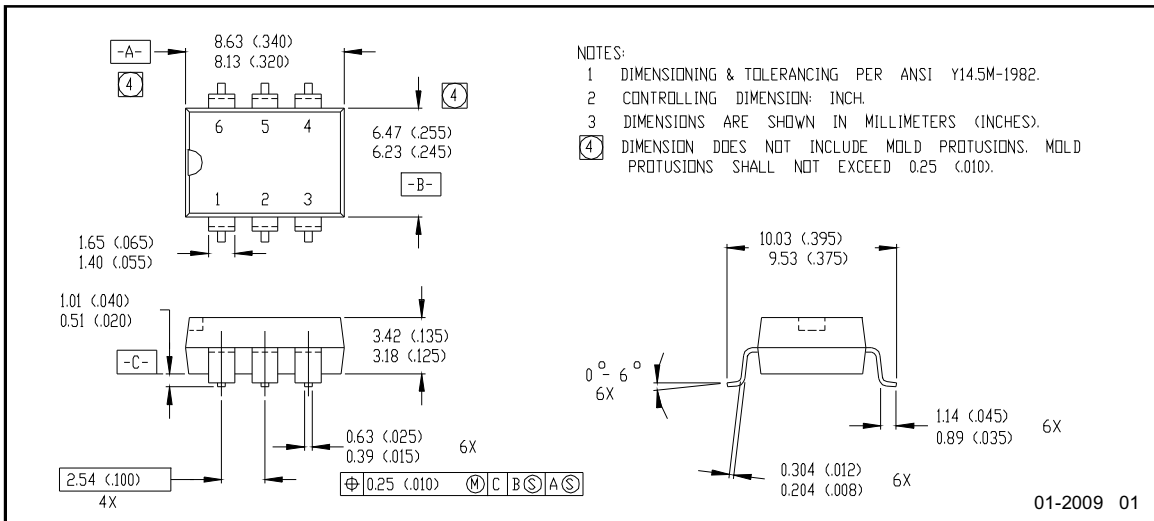 8.63 (.340)
8.13 (.320)
-A-
4
4
6 5 4
1 2 3
6.47 (.255)
6.23 (.245)
-B-
1.65 (.065)
1.40 (.055)
NOTES:
1 DIMENSIONING & TOLERANCING PER ANSI Y14.5M-1982.
2 CONTROLLING DIMENSION: INCH.
3 DIMENSIONS ARE SHOWN IN MILLIMETERS (INCHES).
4 DIMENSION DOES NOT INCLUDE MOLD PROTUSIONS. MOLD
PROTUSIONS SHALL NOT EXCEED 0.25 (.010).
1.01 (.040)
0.51 (.020)
-C-
3.42 (.135)
3.18 (.125)
0.63 (.025)
0.39 (.015)
6X
2.54 (.100)
4X
⌖ 0.25 (.010) Ⓜ C B Ⓢ A Ⓢ
10.03 (.395)
9.53 (.375)
0° - 6°
6X
1.14 (.045)
0.89 (.035)
6X
0.304 (.012)
0.204 (.008)
6X
01-2009 01